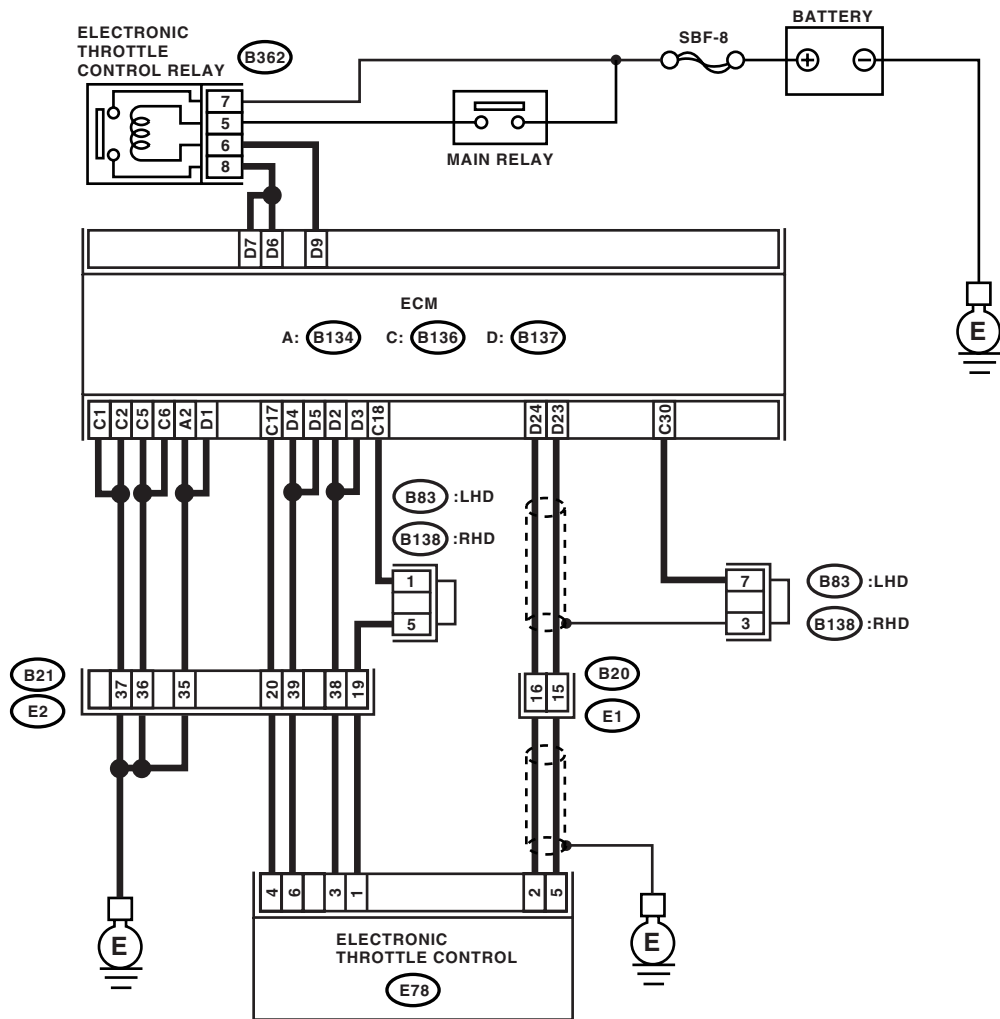 BATTERY
ELECTRONIC
THROTTLE
CONTROL RELAY B362
SBF-8
7
5
6
8
MAIN RELAY
D7 D6 D9
E
ECM
A: B134 C: B136 D: B137
C1 C2 C5 C6 A2 D1 C17 D4 D5 D2 D3 C18 D24 D23 C30
B83 :LHD
B138 :RHD
1
5
7
3
B83 :LHD
B138 :RHD
B21
E2
37 36 35 20 39 38 19
16 15
B20
E1
4 6 3 1 2 5
E
E
ELECTRONIC
THROTTLE CONTROL
E78